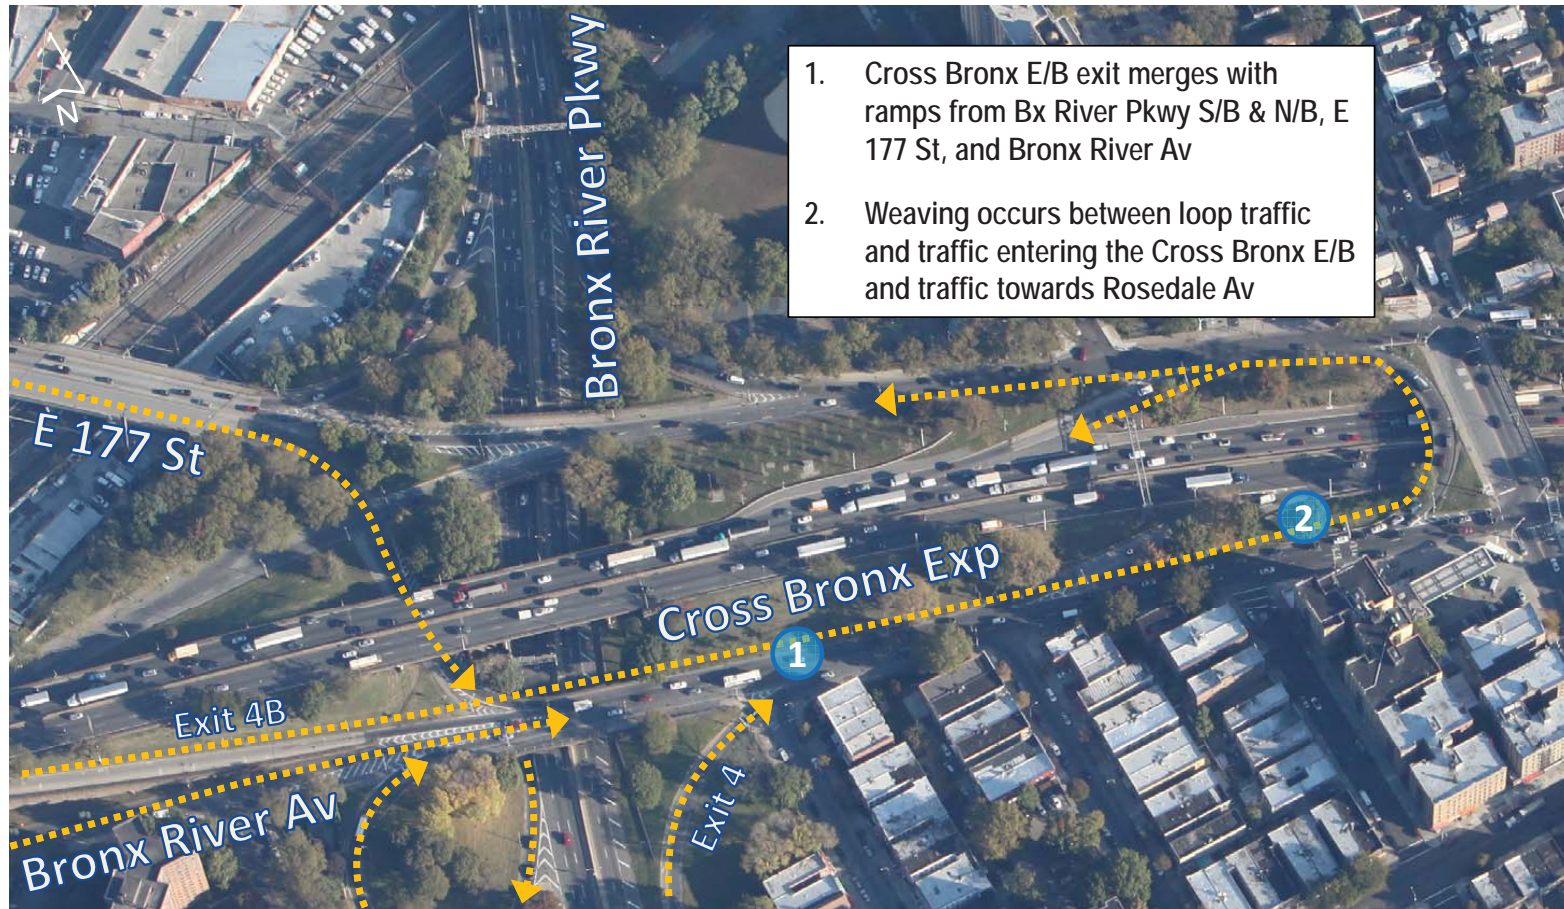 N
Bronx River Pkwy
1. Cross Bronx E/B exit merges with
ramps from Bx River Pkwy S/B & N/B, E
177 St, and Bronx River Av
2. Weaving occurs between loop traffic
and traffic entering the Cross Bronx E/B
and traffic towards Rosedale Av
E 177 St
2
Cross Bronx Exp
1
Exit 4B
Exit 4
Bronx River Av